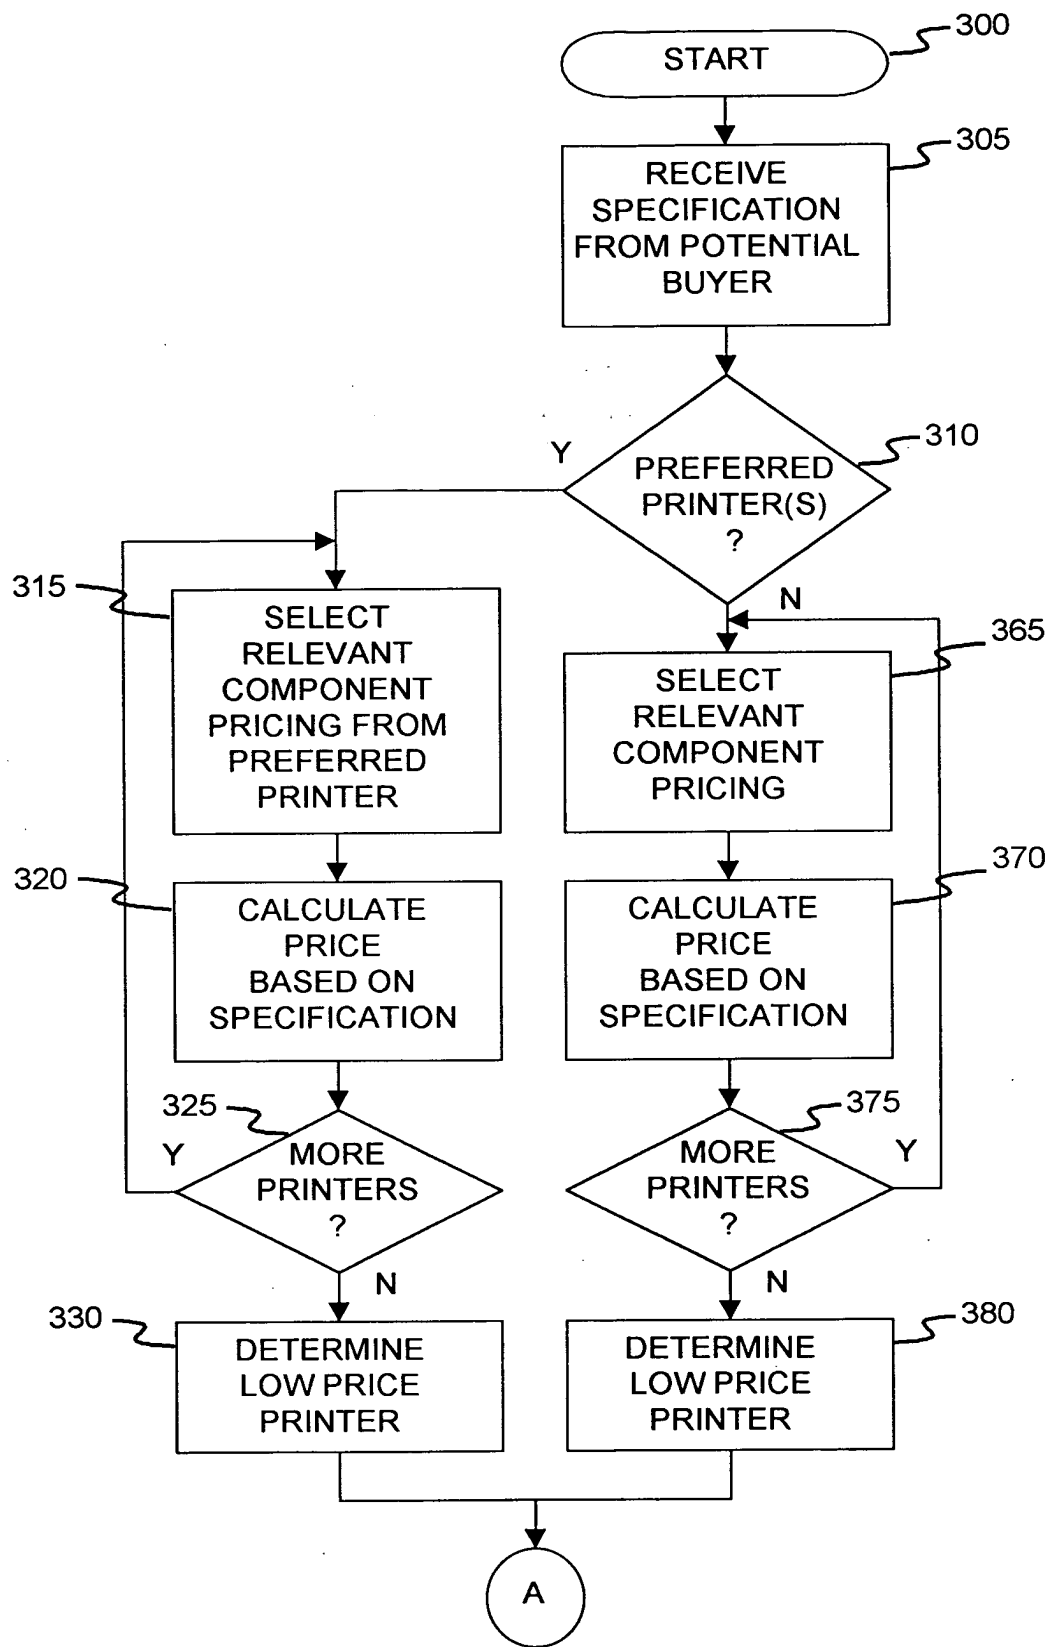 300
START
305
RECEIVE
SPECIFICATION
FROM POTENTIAL
BUYER
310
Y
PREFERRED
PRINTER(S)
?
N
315
SELECT
RELEVANT
COMPONENT
PRICING FROM
PREFERRED
PRINTER
365
SELECT
RELEVANT
COMPONENT
PRICING
320
CALCULATE
PRICE
BASED ON
SPECIFICATION
370
CALCULATE
PRICE
BASED ON
SPECIFICATION
325
Y
MORE
PRINTERS
?
N
375
MORE
PRINTERS
?
Y
N
330
DETERMINE
LOW PRICE
PRINTER
380
DETERMINE
LOW PRICE
PRINTER
A